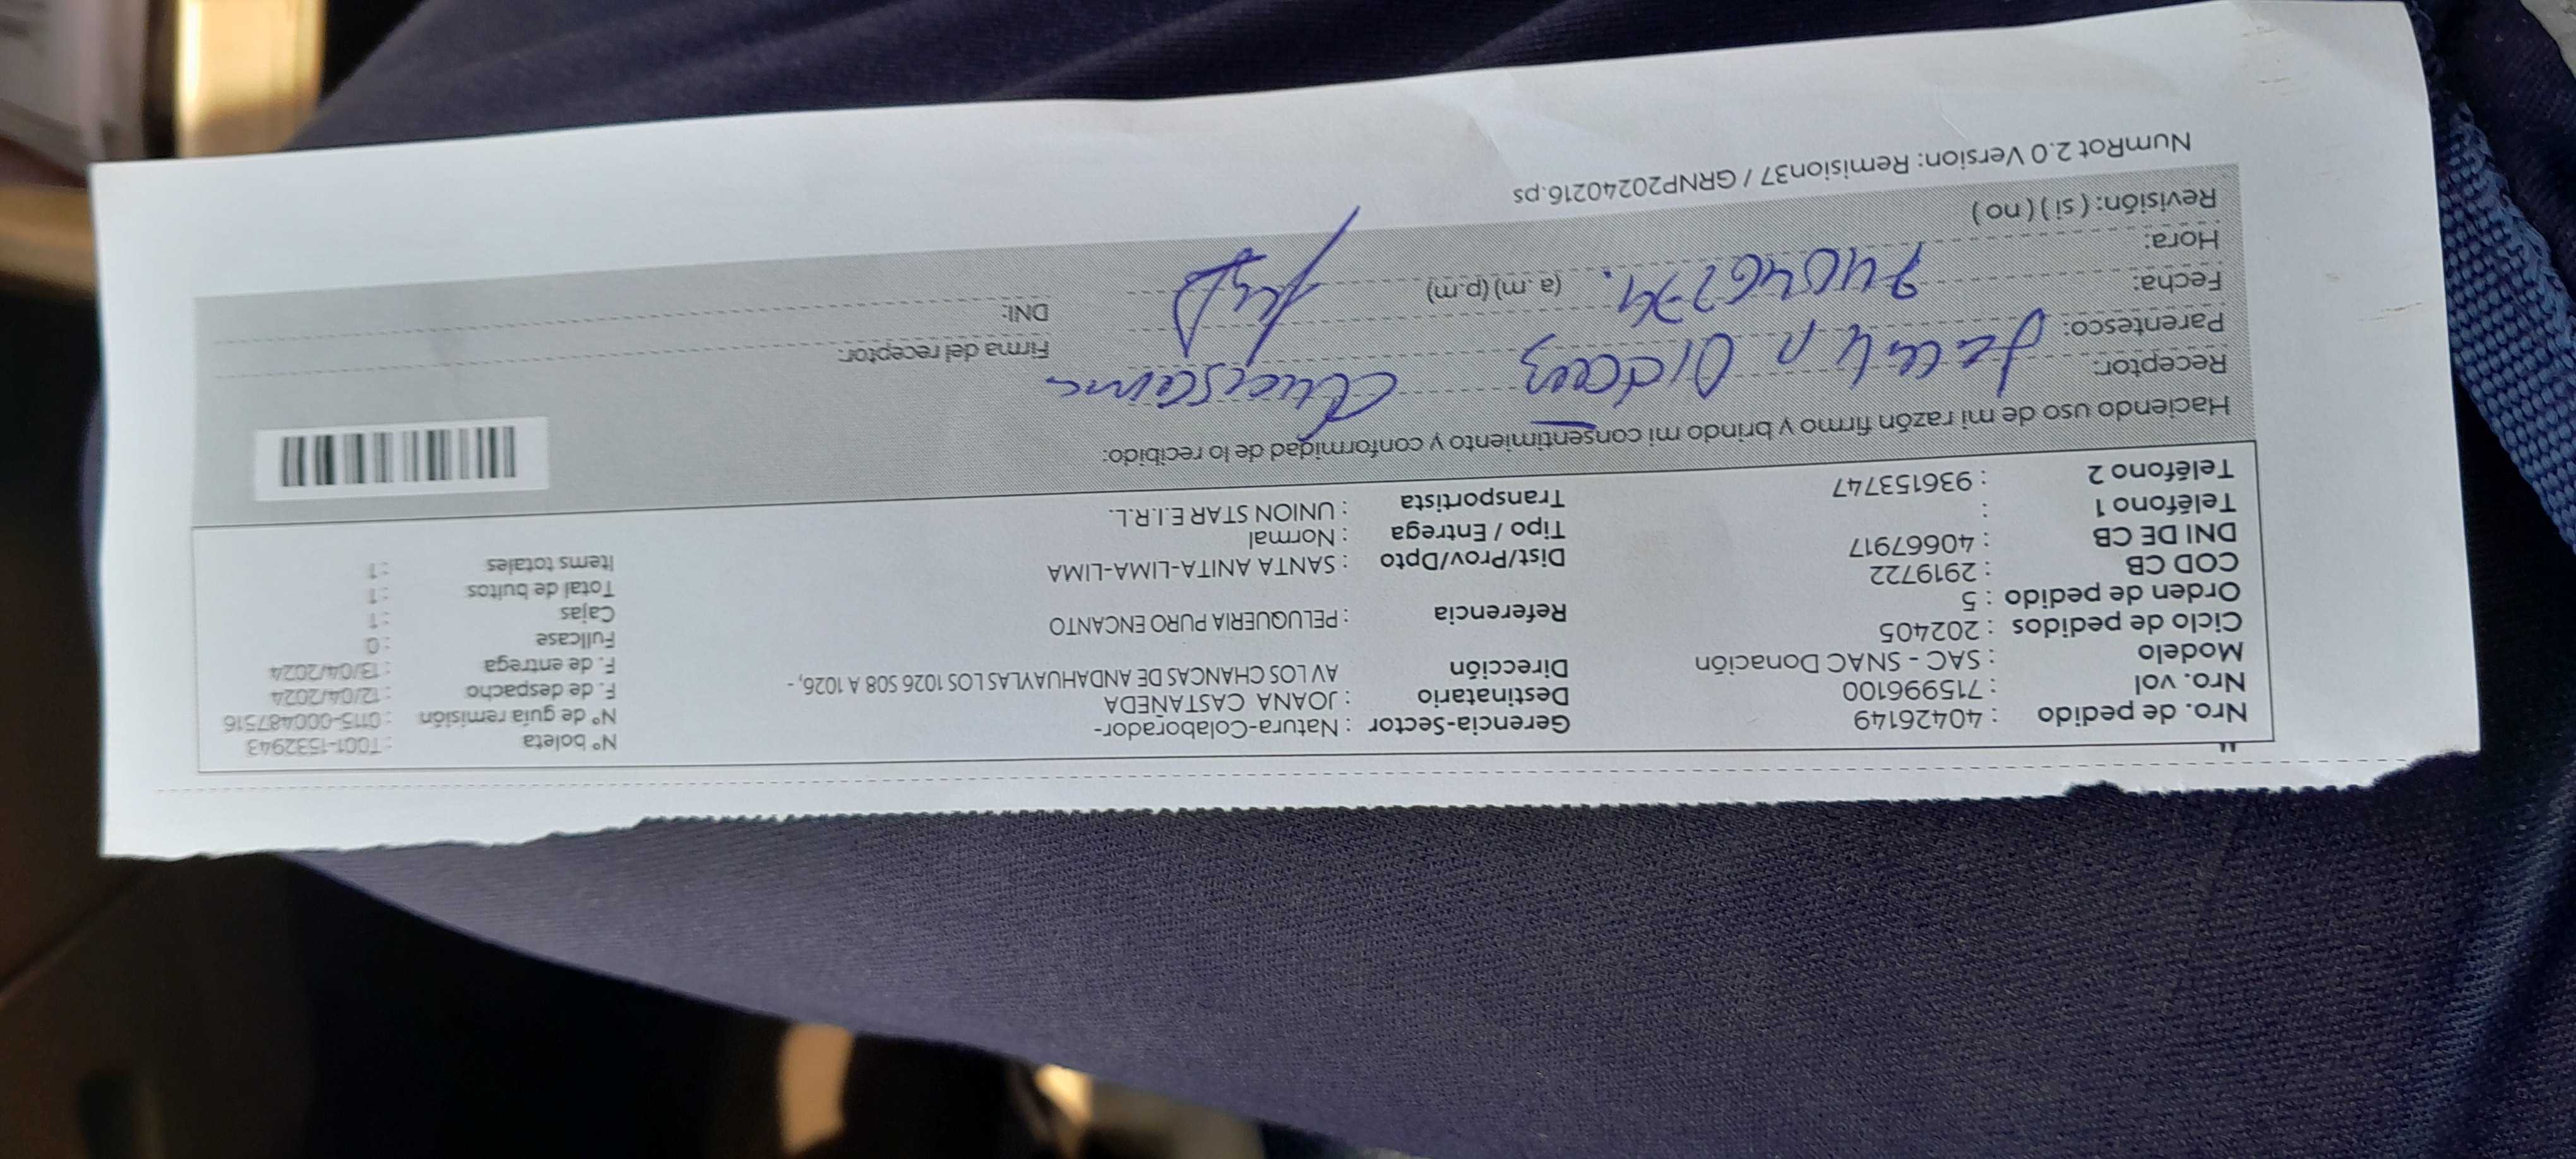 Nro. de pedido : 40426149
Nro. vol : 715996100
Modelo : SAC - SNAC Donación
Ciclo de pedidos : 202405
Orden de pedido : 5
COD CB : 2919722
DNI DE CB : 40667917
Teléfono 1 :
Teléfono 2 : 936153747
Gerencia-Sector : Natura-Colaborador-
Destinatario : JOANA CASTAÑEDA
Dirección AV LOS CHANCAS DE ANDAHUAYLAS LOS 1026 S08 A 1026, -
Referencia : PELUQUERIA PURO ENCANTO
Dist/Prov/Dpto : SANTA ANITA-LIMA-LIMA
Tipo / Entrega : Normal
Transportista : UNION STAR E.I.R.L.
N° boleta : T001-1532943
N° de guía remisión : 0115-000487516
F. de despacho : 12/04/2024
F. de entrega : 13/04/2024
Fullcase : 0
Cajas : 1
Total de bultos : 1
Items totales : 1
Haciendo uso de mi razón firmo y brindo mi consentimiento y conformidad de lo recibido:
Receptor:
Parentesco:
Fecha:
Hora: (a. m) (p.m)
Revisión: ( si ) ( no )
Firma del receptor:
DNI:
NumRot 2.0 Version: Remision37 / GRNP20240216.ps